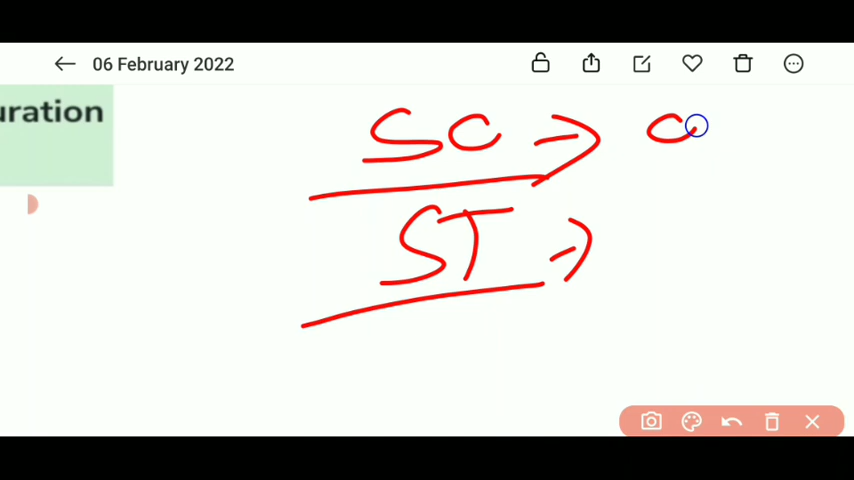 06 February 2022
uration
SC →
ST →